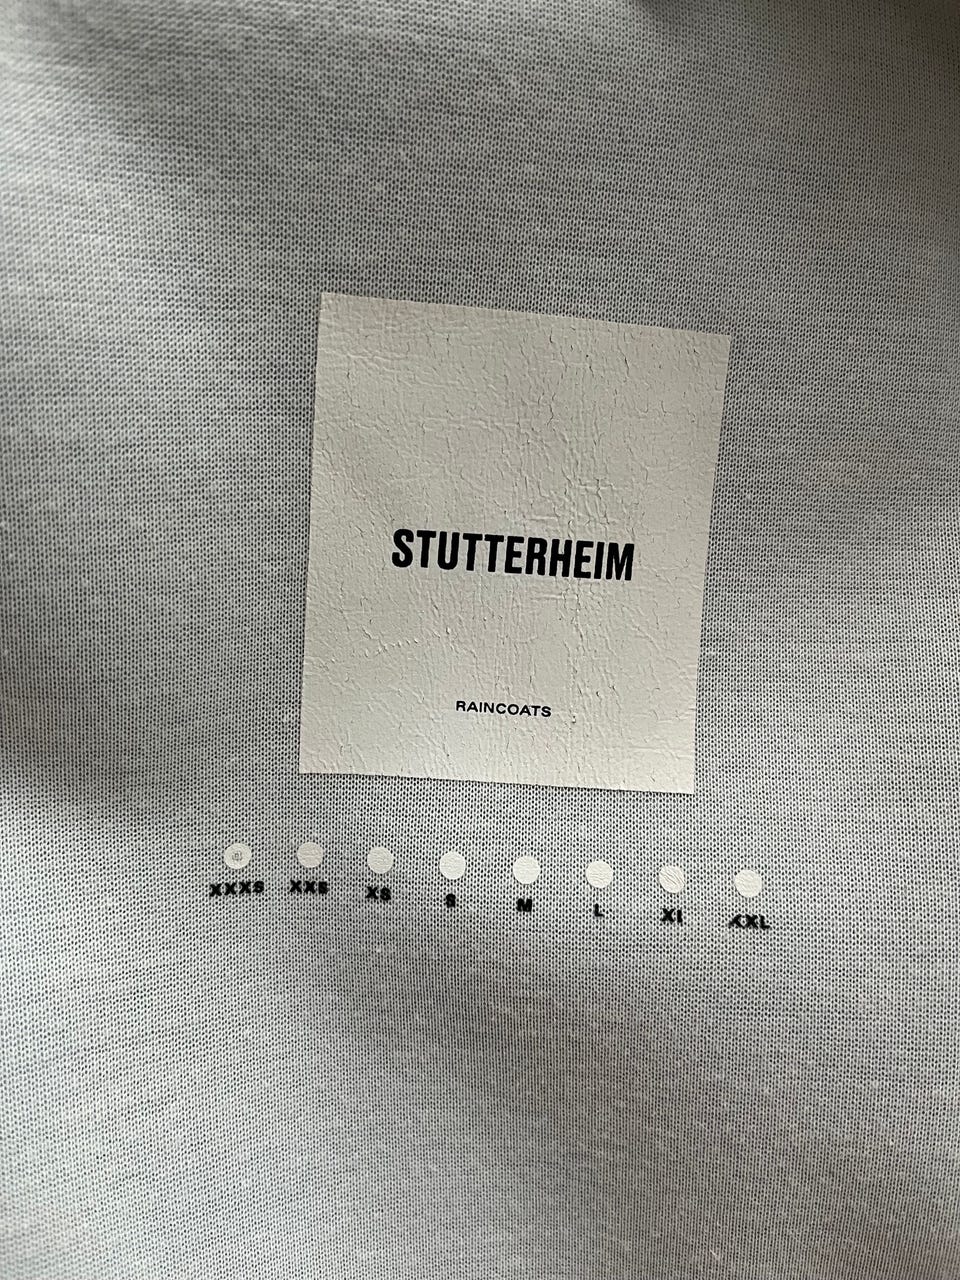 STUTTERHEIM
RAINCOATS
XXXS XXS XS S M L XL XXL